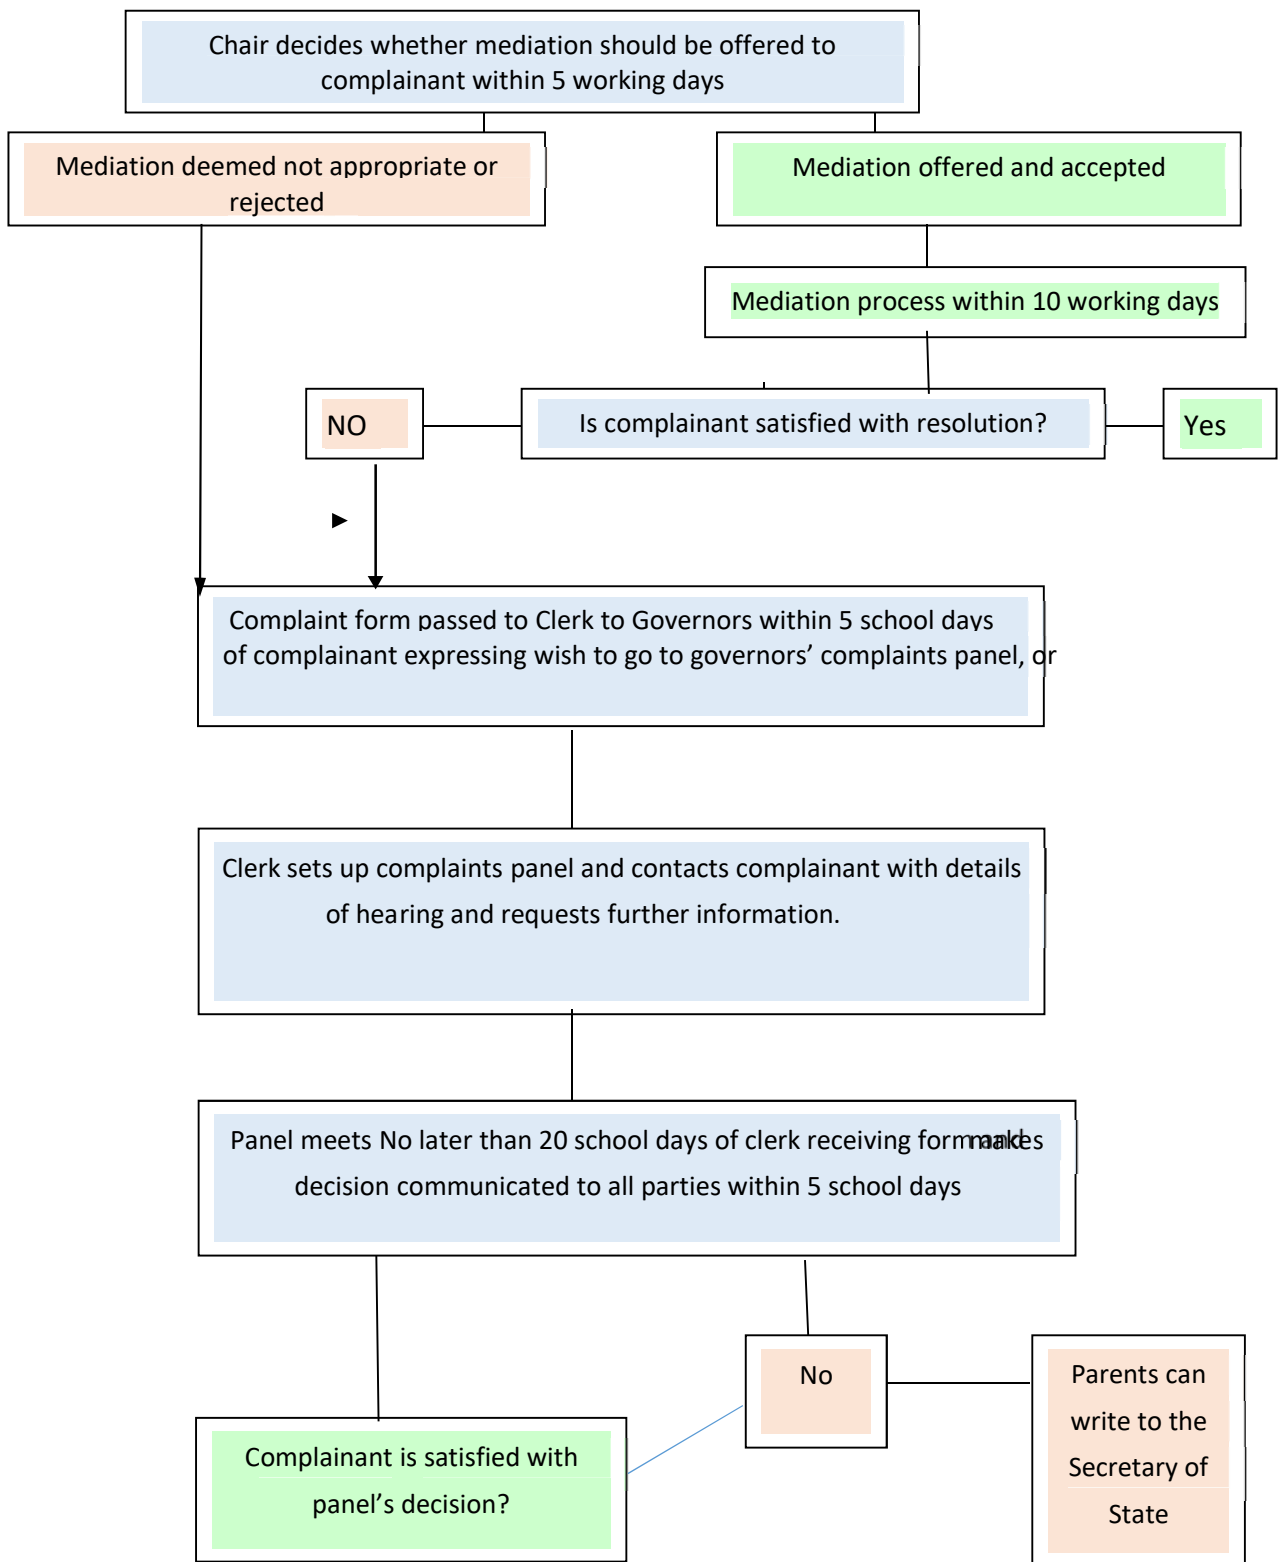 Chair decides whether mediation should be offered to
complainant within 5 working days
Mediation deemed not appropriate or
rejected
Mediation offered and accepted
Mediation process within 10 working days
NO
Is complainant satisfied with resolution?
Yes
Complaint form passed to Clerk to Governors within 5 school days
of complainant expressing wish to go to governors’ complaints panel, or
Clerk sets up complaints panel and contacts complainant with details
of hearing and requests further information.
Panel meets No later than 20 school days of clerk receiving form and makes
decision communicated to all parties within 5 school days
No
Parents can
write to the
Secretary of
State
Complainant is satisfied with
panel’s decision?